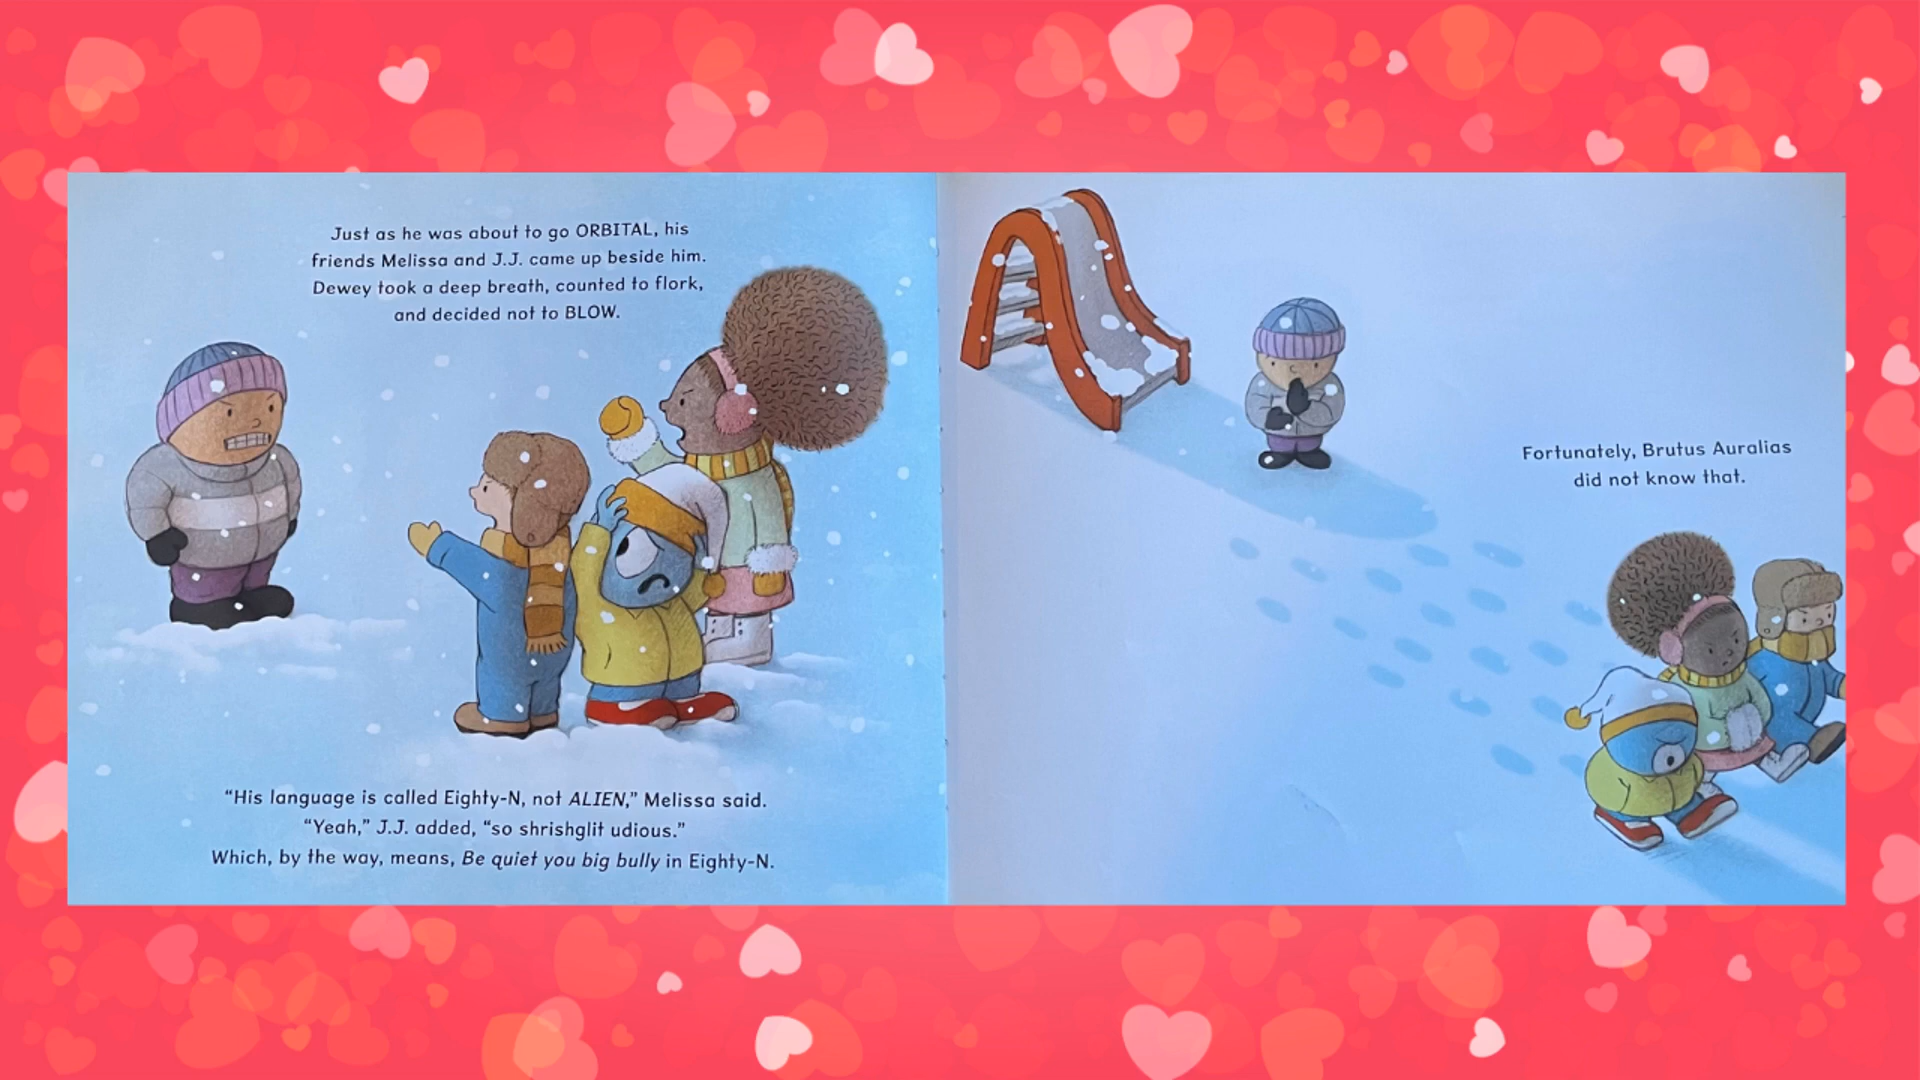 Just as he was about to go ORBITAL, his
friends Melissa and J.J. came up beside him.
Dewey took a deep breath, counted to flork,
and decided not to BLOW.
“His language is called Eighty-N, not ALIEN,” Melissa said.
“Yeah,” J.J. added, “so shrishglit udious.”
Which, by the way, means, Be quiet you big bully in Eighty-N.
Fortunately, Brutus Auralias
did not know that.